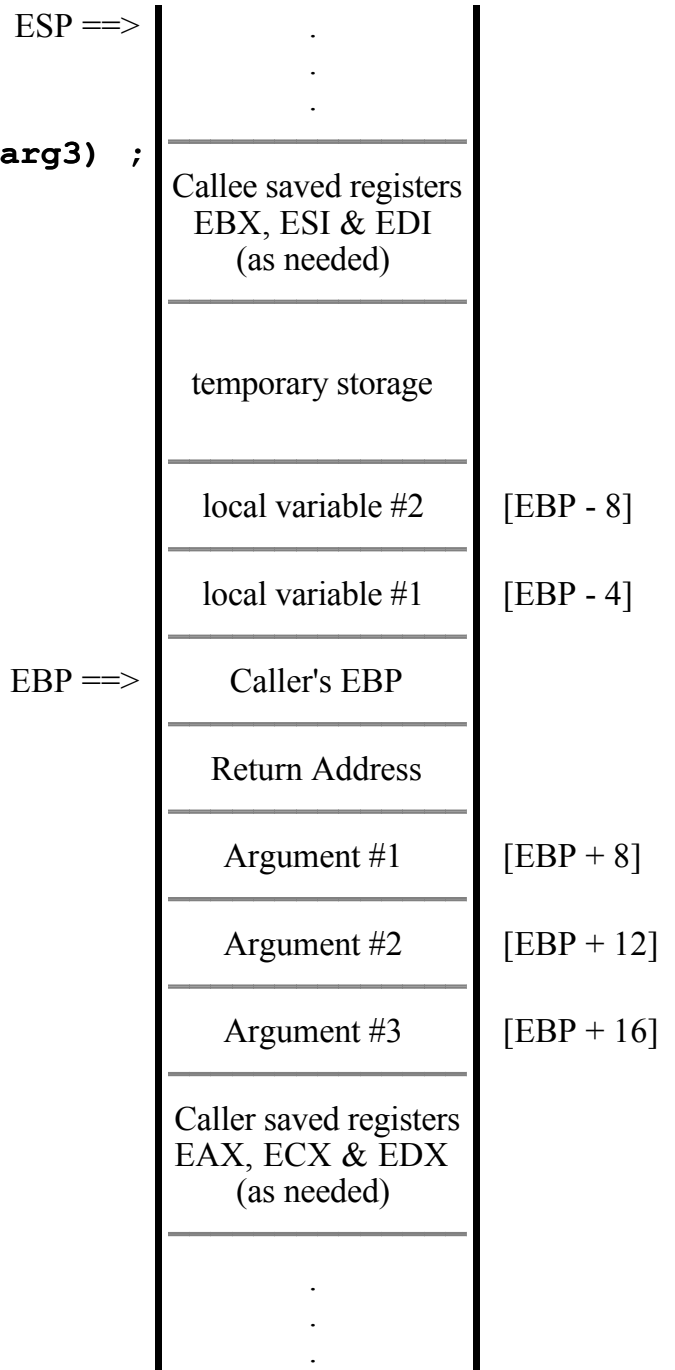 ESP ==>
.
.
.
arg3) ;
Callee saved registers
EBX, ESI & EDI
(as needed)
temporary storage
local variable #2 [EBP - 8]
local variable #1 [EBP - 4]
EBP ==> Caller's EBP
Return Address
Argument #1 [EBP + 8]
Argument #2 [EBP + 12]
Argument #3 [EBP + 16]
Caller saved registers
EAX, ECX & EDX
(as needed)
.
.
.